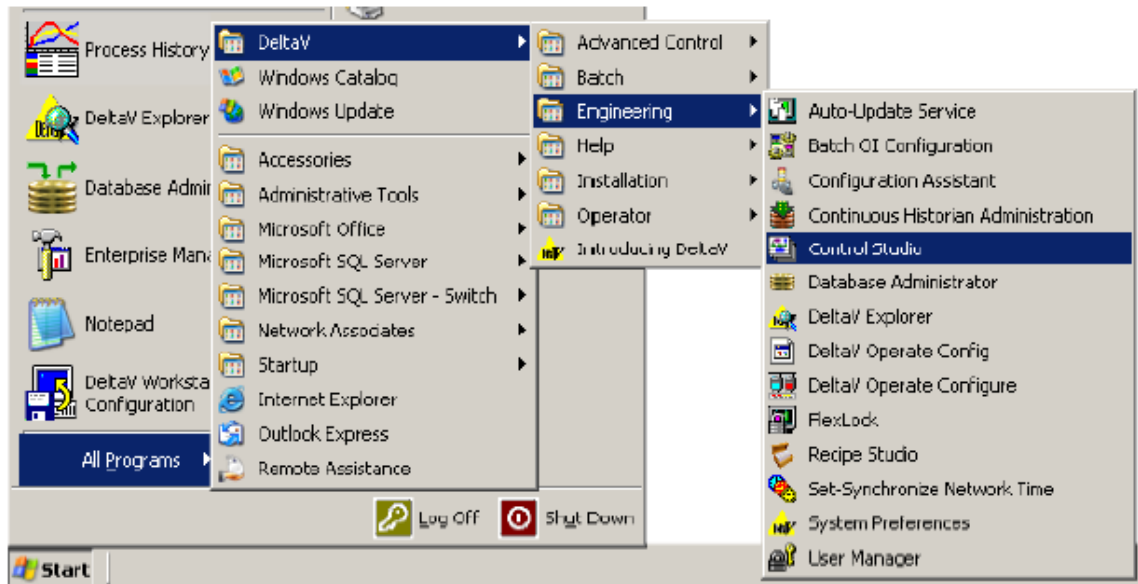 Process History
DeltaV Explorer
Database Admir
Enterprise Mana
Notepad
DeltaV Worksta
Configuration
All Programs
DeltaV
Windows Catalog
Windows Update
Accessories
Administrative Tools
Microsoft Office
Microsoft SQL Server
Microsoft SQL Server - Switch
Network Associates
Startup
Internet Explorer
Outlook Express
Remote Assistance
Advanced Control
Batch
Engineering
Help
Installation
Operator
Introducing DeltaV
Auto-Update Service
Batch OI Configuration
Configuration Assistant
Continuous Historian Administration
Control Studio
Database Administrator
DeltaV Explorer
DeltaV Operate Config
DeltaV Operate Configure
FlexLock
Recipe Studio
Set-Synchronize Network Time
System Preferences
User Manager
Log Off
Shut Down
Start